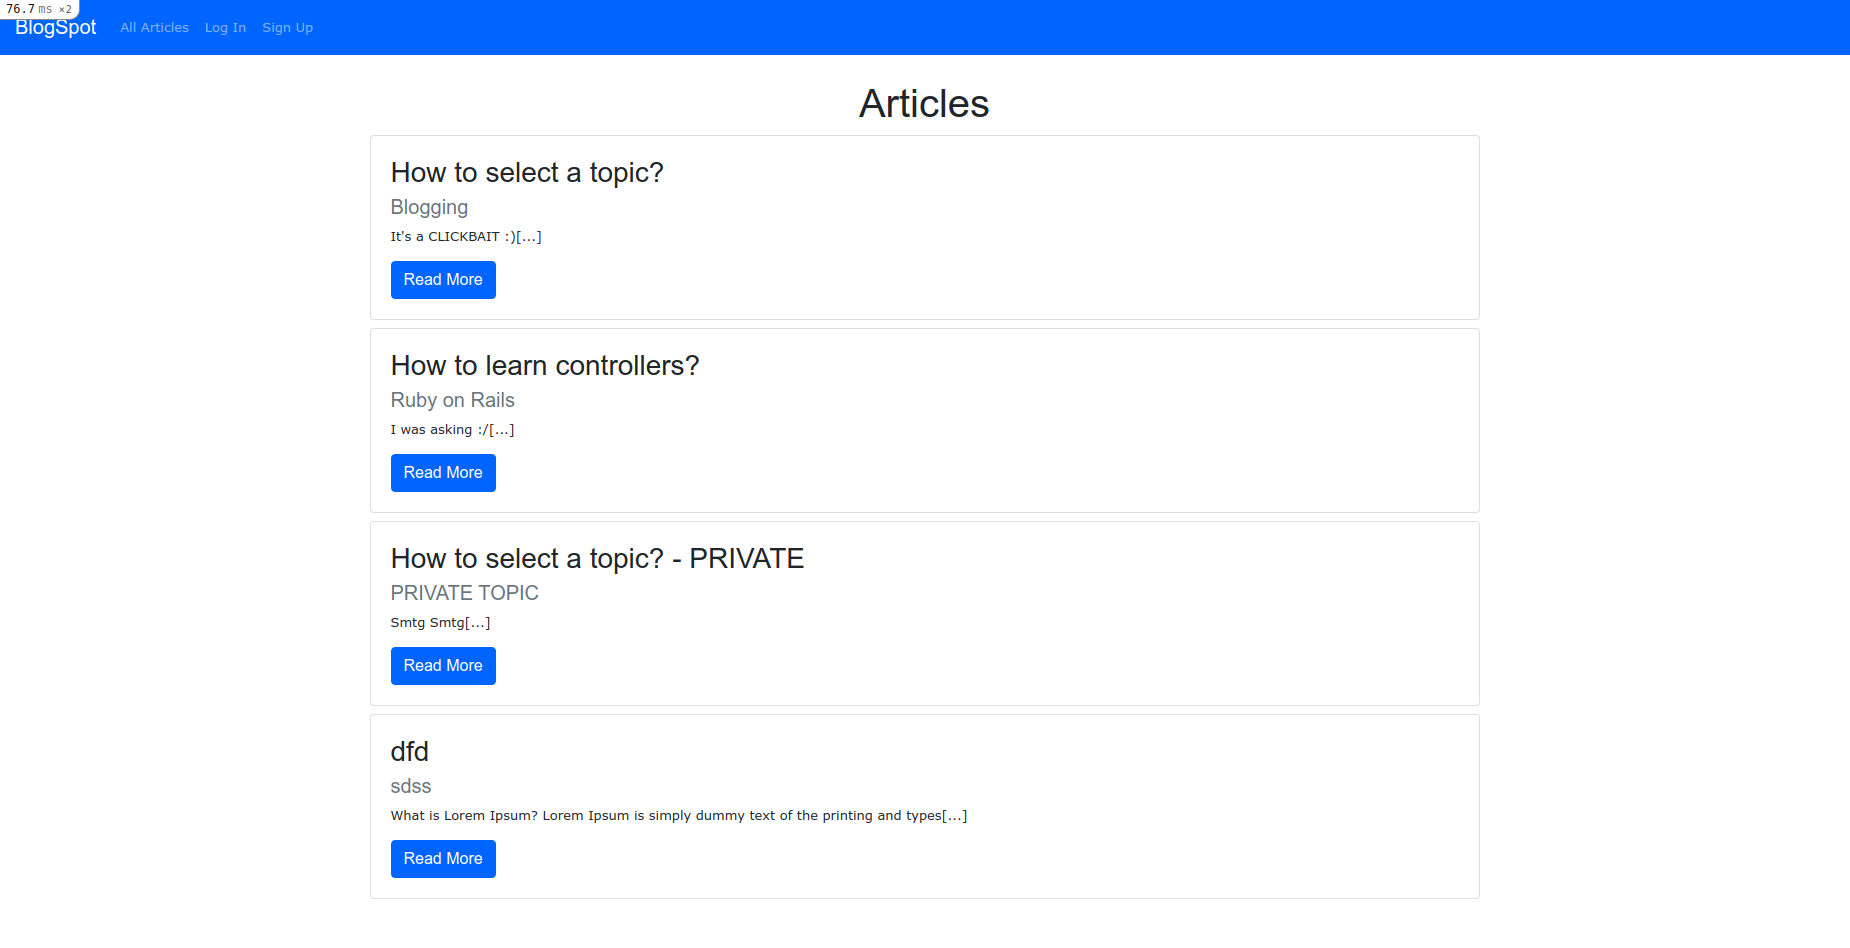 76.7 ms ×2
BlogSpot All Articles Log In Sign Up
Articles
How to select a topic?
Blogging
It's a CLICKBAIT :)[...]
Read More
How to learn controllers?
Ruby on Rails
I was asking :/[...]
Read More
How to select a topic? - PRIVATE
PRIVATE TOPIC
Smtg Smtg[...]
Read More
dfd
sdss
What is Lorem Ipsum? Lorem Ipsum is simply dummy text of the printing and types[...]
Read More